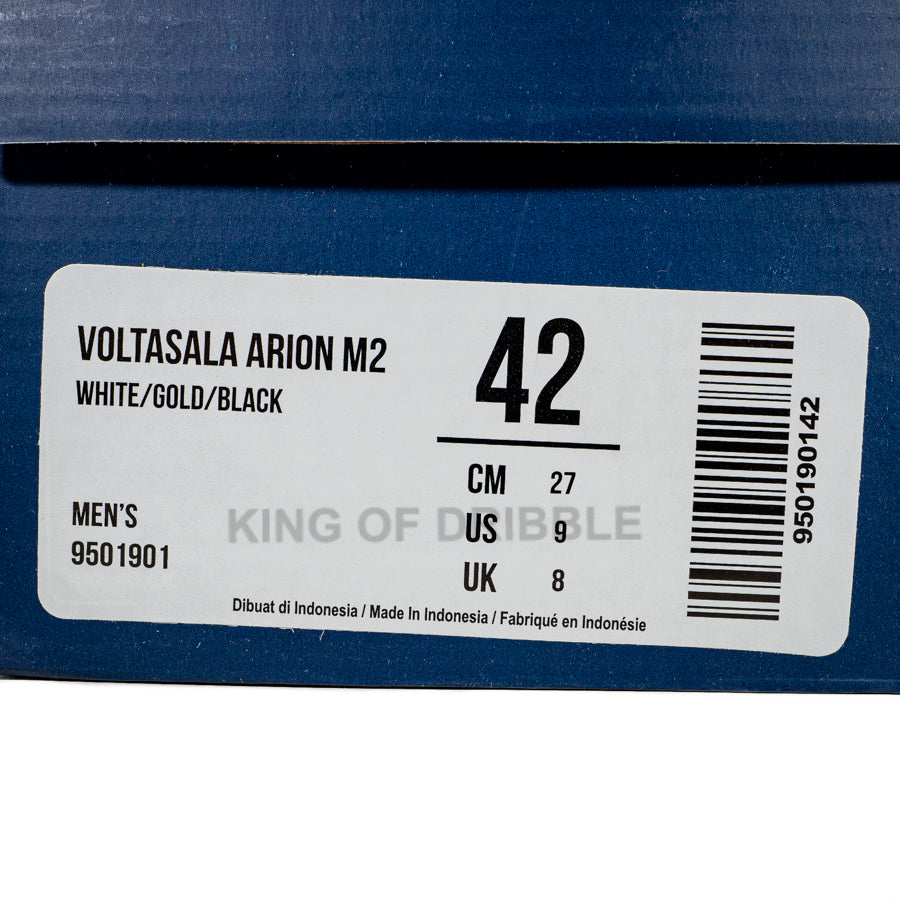 VOLTASALA ARION M2
WHITE/GOLD/BLACK
MEN'S
9501901
42
CM 27
US 9
UK 8
KING OF DRIBBLE
Dibuat di Indonesia / Made In Indonesia / Fabriqué en Indonésie
950190142